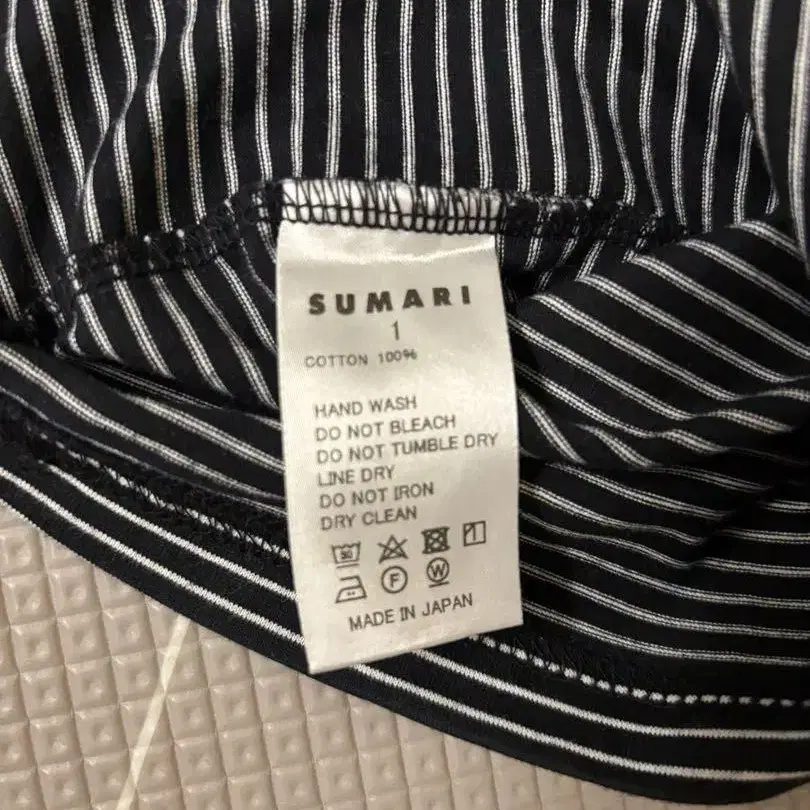 SUMARI
1
COTTON 100%
HAND WASH
DO NOT BLEACH
DO NOT TUMBLE DRY
LINE DRY
DO NOT IRON
DRY CLEAN
30
F W
MADE IN JAPAN